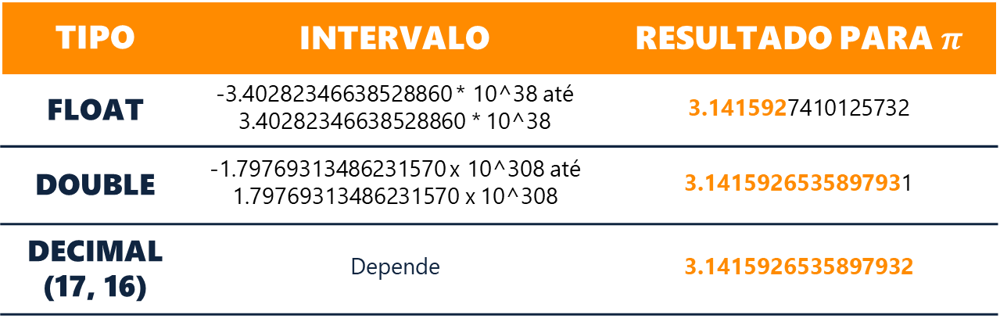 TIPO INTERVALO RESULTADO PARA π
FLOAT
-3.40282346638528860 * 10^38 até
3.40282346638528860 * 10^38
3.1415927410125732
DOUBLE
-1.79769313486231570 x 10^308 até
1.79769313486231570 x 10^308
3.1415926535897931
DECIMAL
(17, 16)
Depende
3.1415926535897932